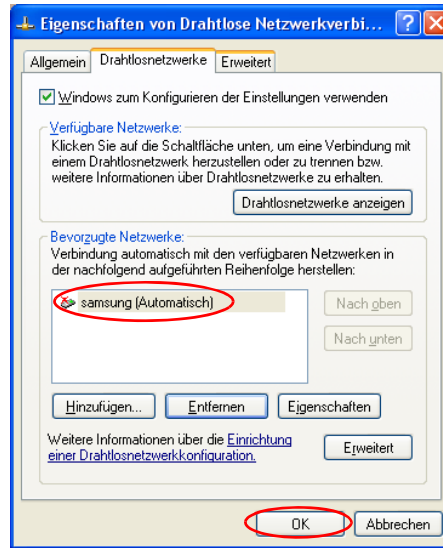 Eigenschaften von Drahtlose Netzwerkverbi...
Allgemein Drahtlosnetzwerke Erweitert
Windows zum Konfigurieren der Einstellungen verwenden
Verfügbare Netzwerke:
Klicken Sie auf die Schaltfläche unten, um eine Verbindung mit
einem Drahtlosnetzwerk herzustellen oder zu trennen bzw.
weitere Informationen über Drahtlosnetzwerke zu erhalten.
Drahtlosnetzwerke anzeigen
Bevorzugte Netzwerke:
Verbindung automatisch mit den verfügbaren Netzwerken in
der nachfolgend aufgeführten Reihenfolge herstellen:
samsung (Automatisch)
Nach oben
Nach unten
Hinzufügen... Entfernen Eigenschaften
Weitere Informationen über die Einrichtung
einer Drahtlosnetzwerkkonfiguration.
Erweitert
OK Abbrechen